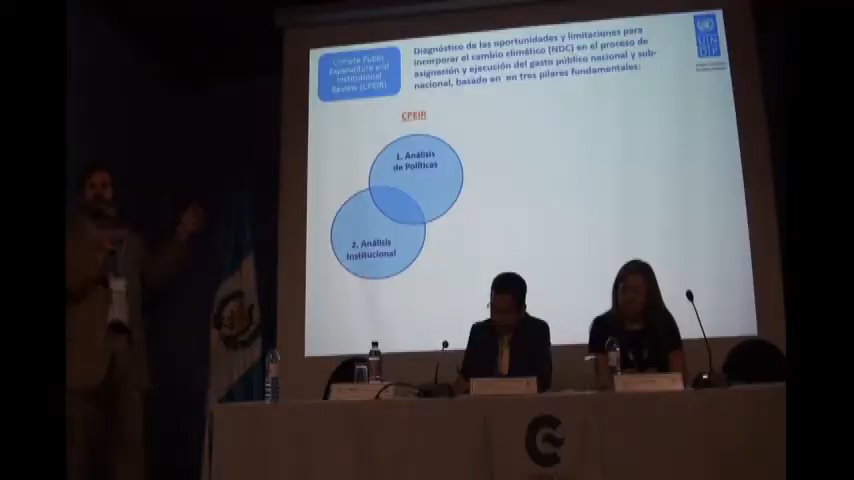 Climate Public
Expenditure and
Institutional
Review (CPEIR)
Diagnóstico de las oportunidades y limitaciones para
incorporar el cambio climático (NDC) en el proceso de
asignación y ejecución del gasto público nacional y sub-
nacional, basado en en tres pilares fundamentales:
UN
DP
CPEIR
1. Análisis
de Políticas
2. Análisis
Institucional